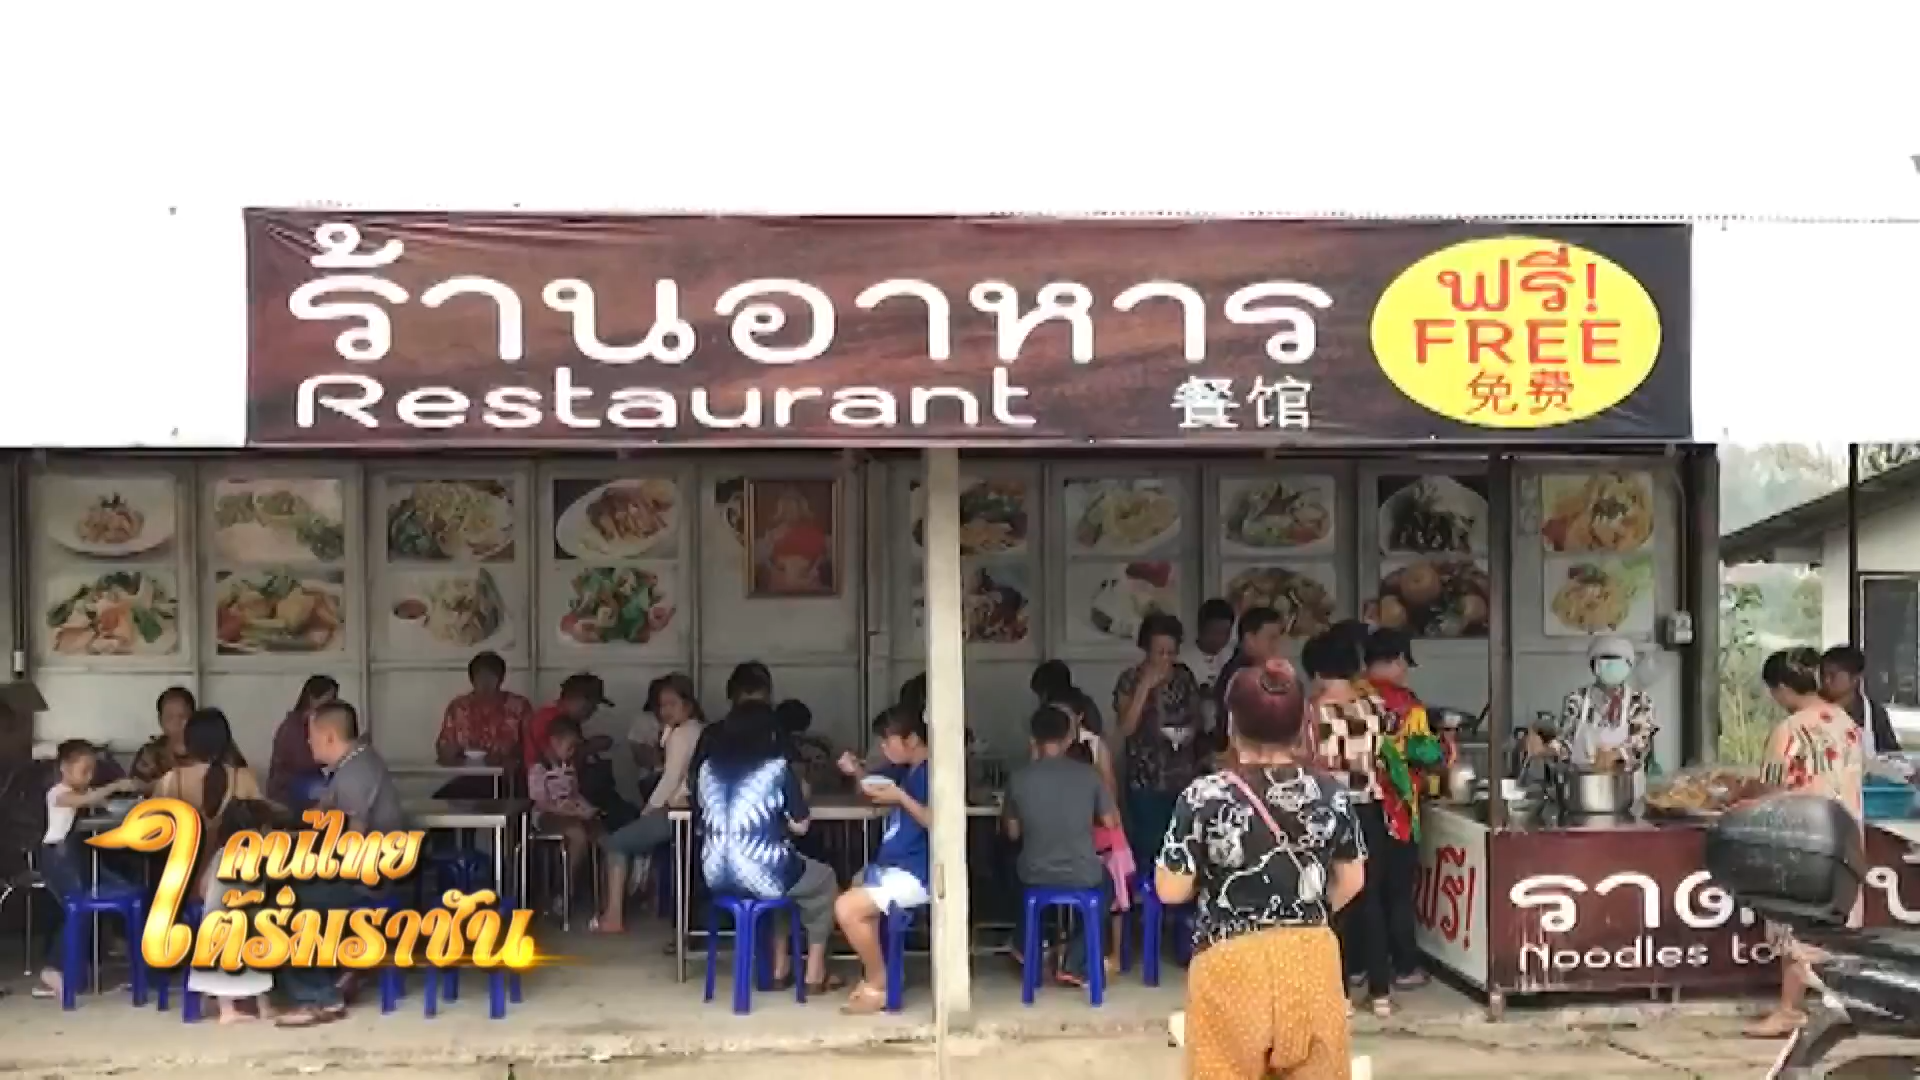 ร้านอาหาร
Restaurant 餐馆
ฟรี!
FREE
免费
ฟรี!
Noodles
คนไทย
ใต้ร่มราชัน